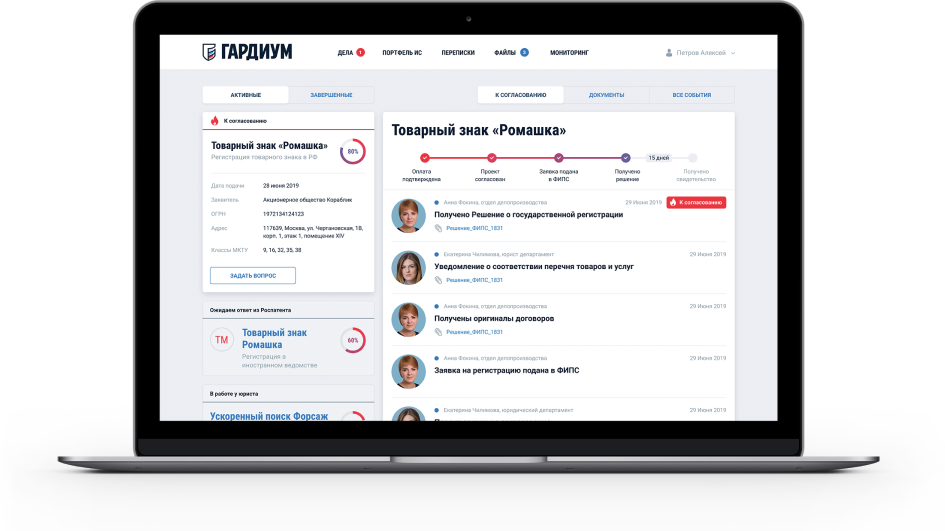 ГАРДИУМ
ДЕЛА 1
ПОРТФЕЛЬ ИС
ПЕРЕПИСКИ
ФАЙЛЫ 3
МОНИТОРИНГ
Петров Алексей
АКТИВНЫЕ
ЗАВЕРШЕННЫЕ
К согласованию
Товарный знак «Ромашка»
Регистрация товарного знака в РФ
80%
Дата подачи 28 июня 2019
Заявитель Акционерное общество Кораблик
ОГРН 1972134124123
Адрес 117639, Москва, ул. Чертановская, 18,
корп. 1, этаж 1, помещение XIV
Классы МКТУ 9, 16, 32, 35, 38
ЗАДАТЬ ВОПРОС
Ожидаем ответ из Роспатента
ТМ
Товарный знак
Ромашка
Регистрация в
иностранном ведомстве
60%
В работе у юриста
Ускоренный поиск Форсаж
К СОГЛАСОВАНИЮ
ДОКУМЕНТЫ
ВСЕ СОБЫТИЯ
Товарный знак «Ромашка»
15 дней
Оплата
подтверждена
Проект
согласован
Заявка подана
в ФИПС
Получено
решение
Получено
свидетельство
Анна Фокина, отдел делопроизводства
29 Июня 2019
К согласованию
Получено Решение о государственной регистрации
Решение_ФИПС_1831
Екатерина Чиликова, юрист департамент
29 Июня 2019
Уведомление о соответствии перечня товаров и услуг
Решение_ФИПС_1831
Анна Фокина, отдел делопроизводства
29 Июня 2019
Получены оригиналы договоров
Решение_ФИПС_1831
Анна Фокина, отдел делопроизводства
29 Июня 2019
Заявка на регистрацию подана в ФИПС
Екатерина Чиликова, юридический департамент
29 Июня 2019